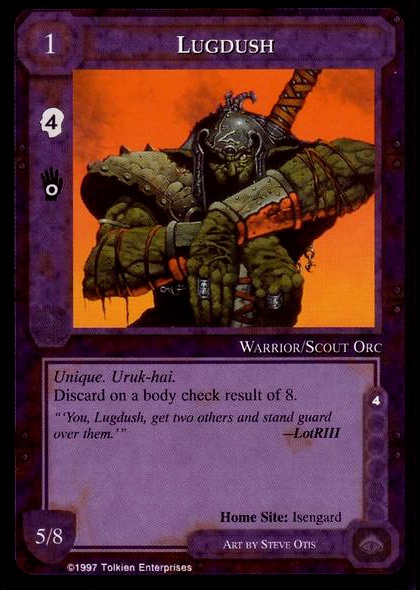 1
LUGDUSH
4
0
WARRIOR/SCOUT ORC
Unique. Uruk-hai.
Discard on a body check result of 8.
"'You, Lugdush, get two others and stand guard
over them.'" —LotRIII
4
Home Site: Isengard
5/8
ART BY STEVE OTIS
©1997 Tolkien Enterprises